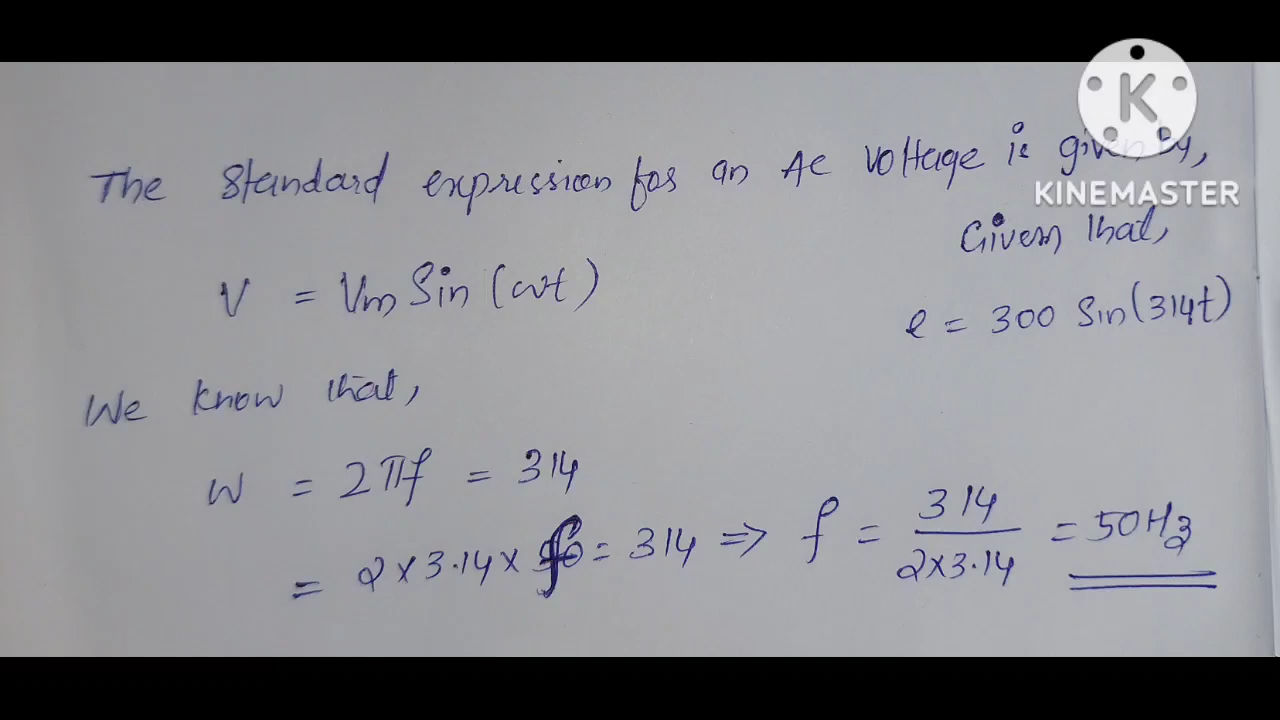 The Standard expression for an AC voltage is given by,
KINEMASTER
Given that,
V = Vm Sin (wt)
e = 300 Sin(314t)
We know that,
w = 2πf = 314
= 2×3.14× f = 314 ⇒ f = 314 / 2×3.14 = 50Hz